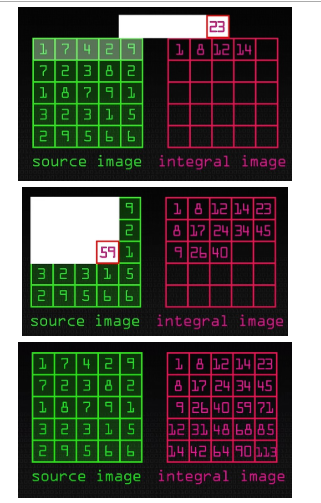 23
1 7 4 2 9 1 8 12 14
7 2 3 8 2
1 8 7 9 1
3 2 3 1 5
2 9 5 6 6
source image integral image
9 1 8 12 14 23
2 8 17 24 34 45
59 1 9 26 40
3 2 3 1 5
2 9 5 6 6
source image integral image
1 7 4 2 9 1 8 12 14 23
7 2 3 8 2 8 17 24 34 45
1 8 7 9 1 9 26 40 59 71
3 2 3 1 5 12 31 48 68 85
2 9 5 6 6 14 42 64 90 113
source image integral image